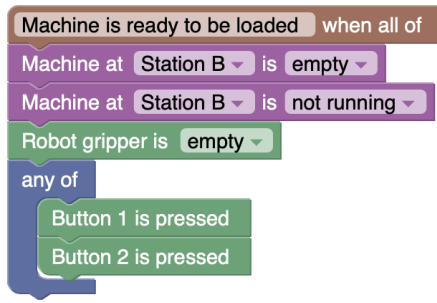 Machine is ready to be loaded when all of
Machine at Station B is empty
Machine at Station B is not running
Robot gripper is empty
any of
Button 1 is pressed
Button 2 is pressed